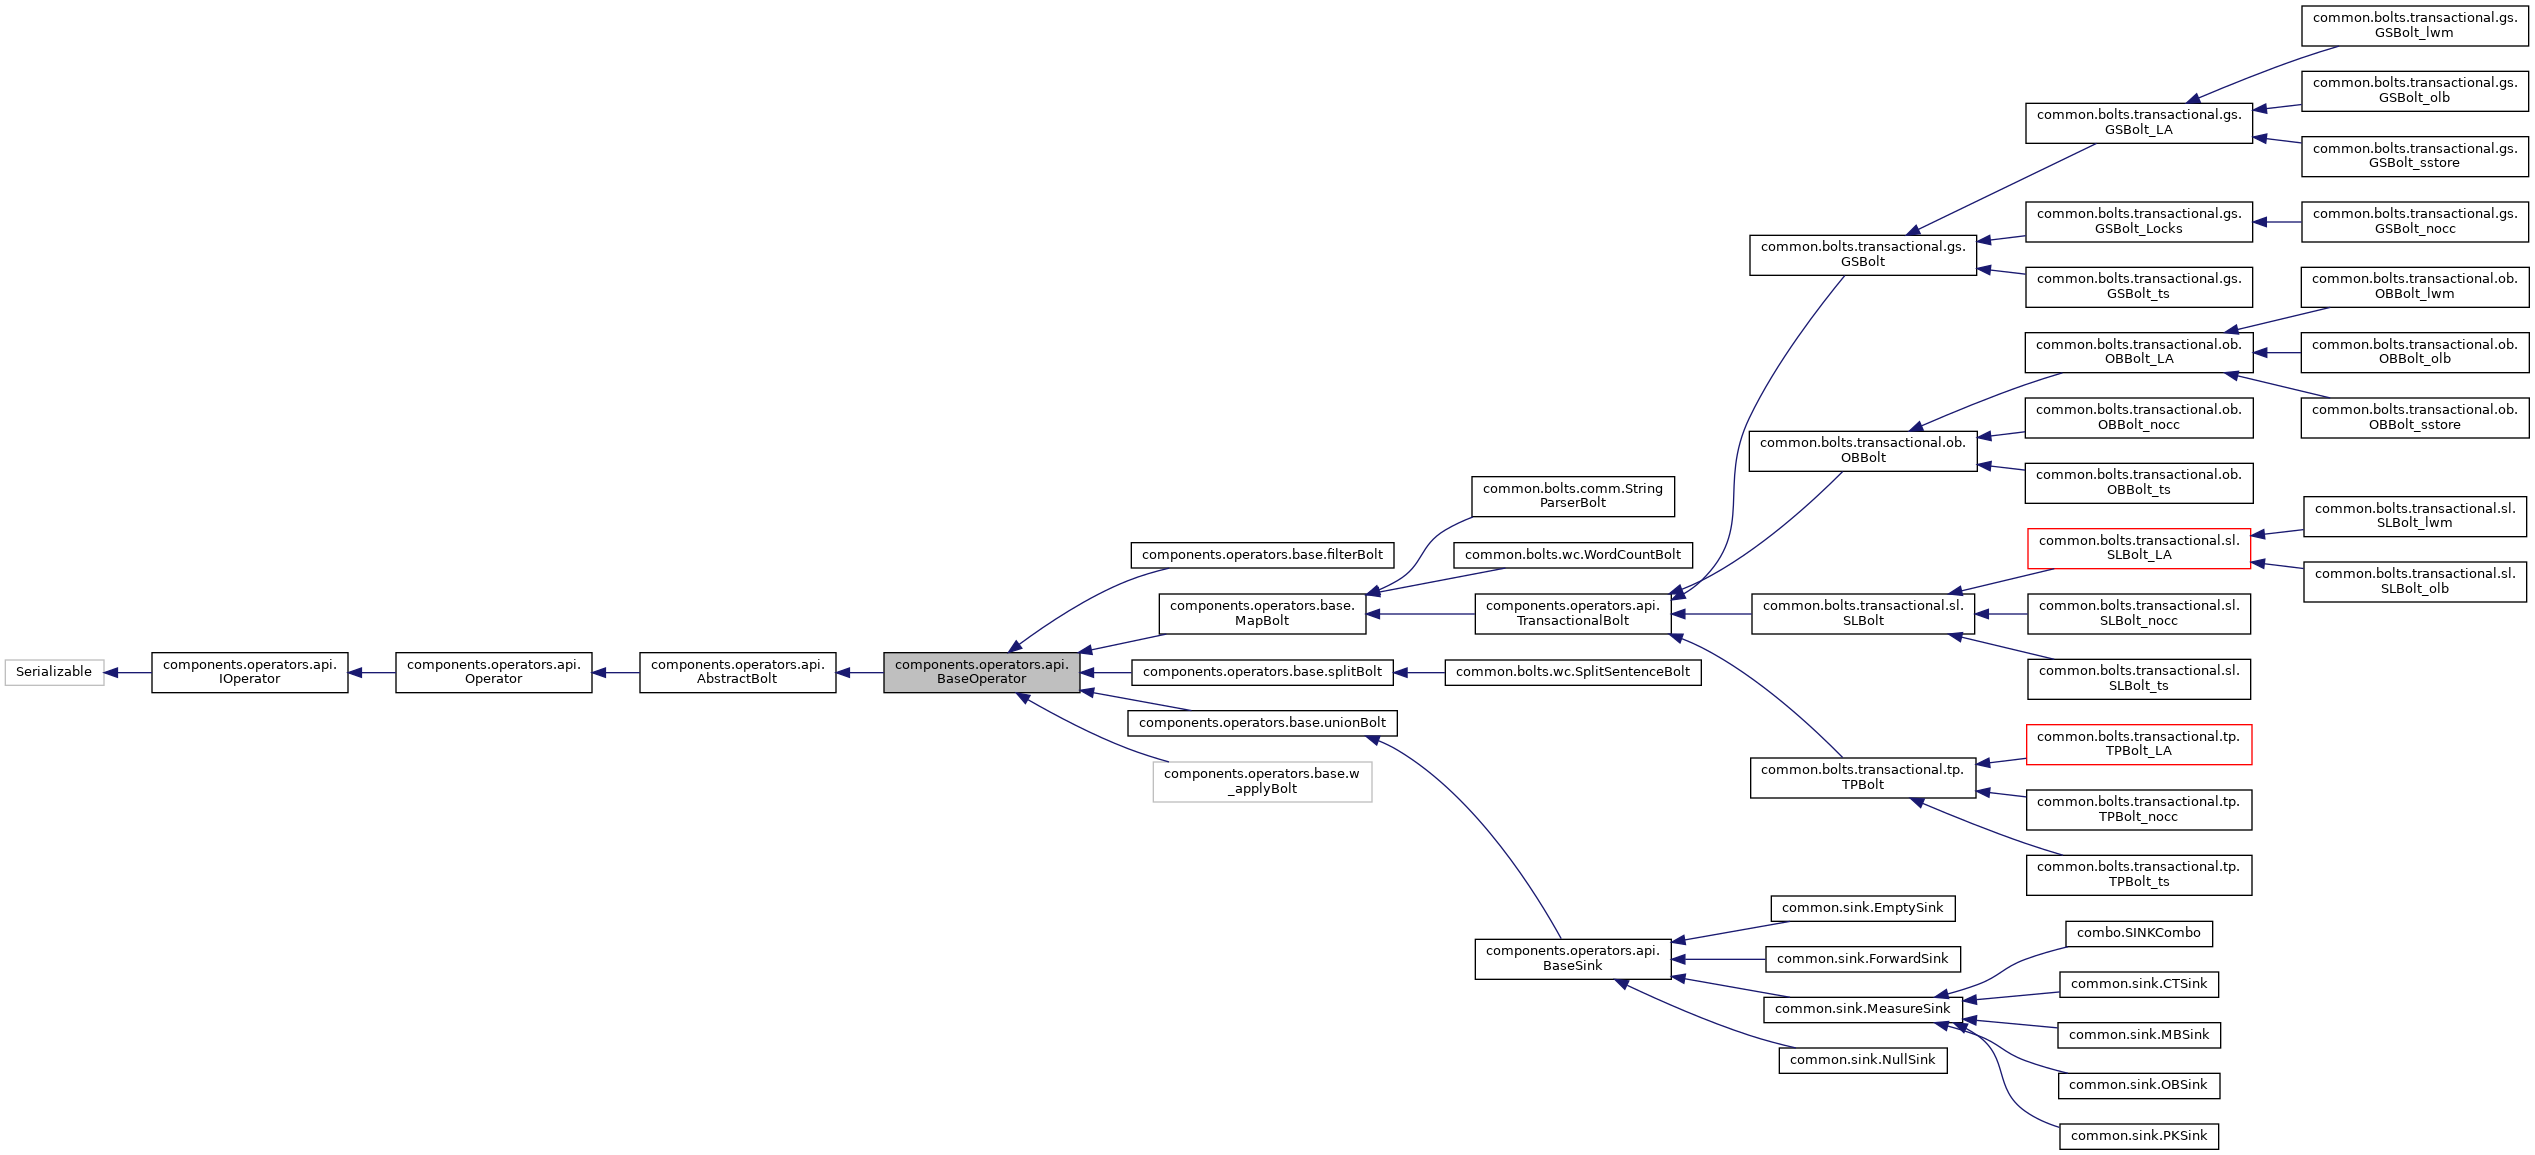 Serializable
components.operators.api.
IOperator
components.operators.api.
Operator
components.operators.api.
AbstractBolt
components.operators.api.
BaseOperator
components.operators.base.filterBolt
components.operators.base.
MapBolt
components.operators.base.splitBolt
components.operators.base.unionBolt
components.operators.base.w
_applyBolt
common.bolts.comm.String
ParserBolt
common.bolts.wc.WordCountBolt
components.operators.api.
TransactionalBolt
common.bolts.wc.SplitSentenceBolt
components.operators.api.
BaseSink
common.bolts.transactional.gs.
GSBolt
common.bolts.transactional.ob.
OBBolt
common.bolts.transactional.sl.
SLBolt
common.bolts.transactional.tp.
TPBolt
common.sink.EmptySink
common.sink.ForwardSink
common.sink.MeasureSink
common.sink.NullSink
common.bolts.transactional.gs.
GSBolt_LA
common.bolts.transactional.gs.
GSBolt_Locks
common.bolts.transactional.gs.
GSBolt_ts
common.bolts.transactional.ob.
OBBolt_LA
common.bolts.transactional.ob.
OBBolt_nocc
common.bolts.transactional.ob.
OBBolt_ts
common.bolts.transactional.sl.
SLBolt_LA
common.bolts.transactional.sl.
SLBolt_nocc
common.bolts.transactional.sl.
SLBolt_ts
common.bolts.transactional.tp.
TPBolt_LA
common.bolts.transactional.tp.
TPBolt_nocc
common.bolts.transactional.tp.
TPBolt_ts
combo.SINKCombo
common.sink.CTSink
common.sink.MBSink
common.sink.OBSink
common.sink.PKSink
common.bolts.transactional.gs.
GSBolt_lwm
common.bolts.transactional.gs.
GSBolt_olb
common.bolts.transactional.gs.
GSBolt_sstore
common.bolts.transactional.gs.
GSBolt_nocc
common.bolts.transactional.ob.
OBBolt_lwm
common.bolts.transactional.ob.
OBBolt_olb
common.bolts.transactional.ob.
OBBolt_sstore
common.bolts.transactional.sl.
SLBolt_lwm
common.bolts.transactional.sl.
SLBolt_olb